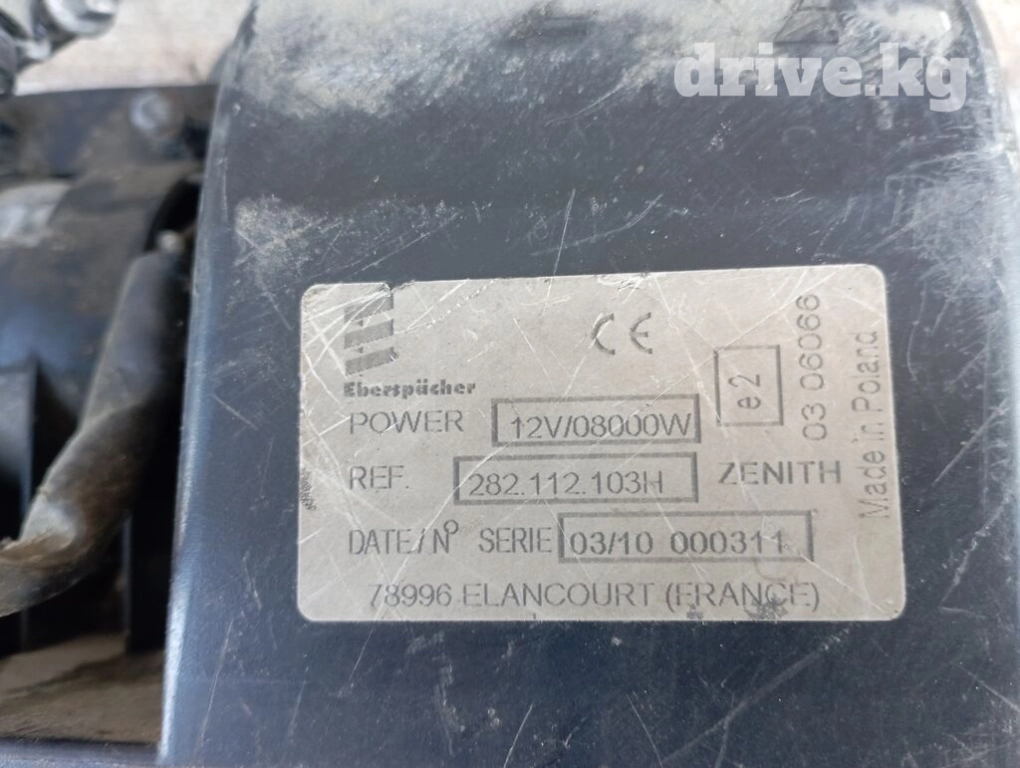 drive.kg
CE
Eberspächer
POWER 12V/08000W
e2
03 06066
Made in Poland
REF. 282.112.103H ZENITH
DATE/Nº SERIE 03/10 000311
78996 ELANCOURT (FRANCE)